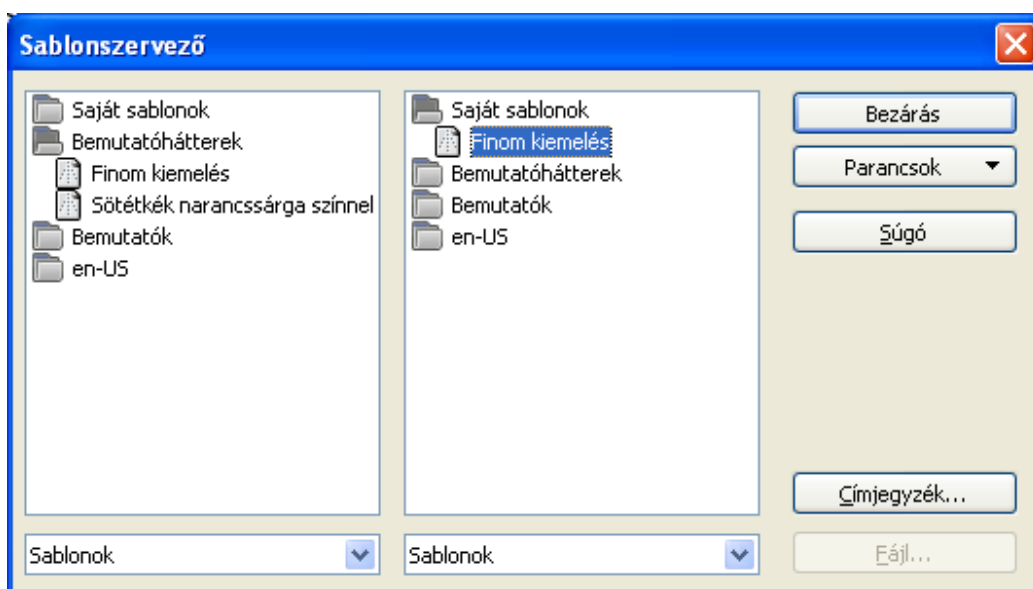 Sablonszervező
Saját sablonok
Bemutatóhátterek
Finom kiemelés
Sötétkék narancssárga színnel
Bemutatók
en-US
Sablonok
Saját sablonok
Finom kiemelés
Bemutatóhátterek
Bemutatók
en-US
Sablonok
Bezárás
Parancsok
Súgó
Címjegyzék...
Fájl...